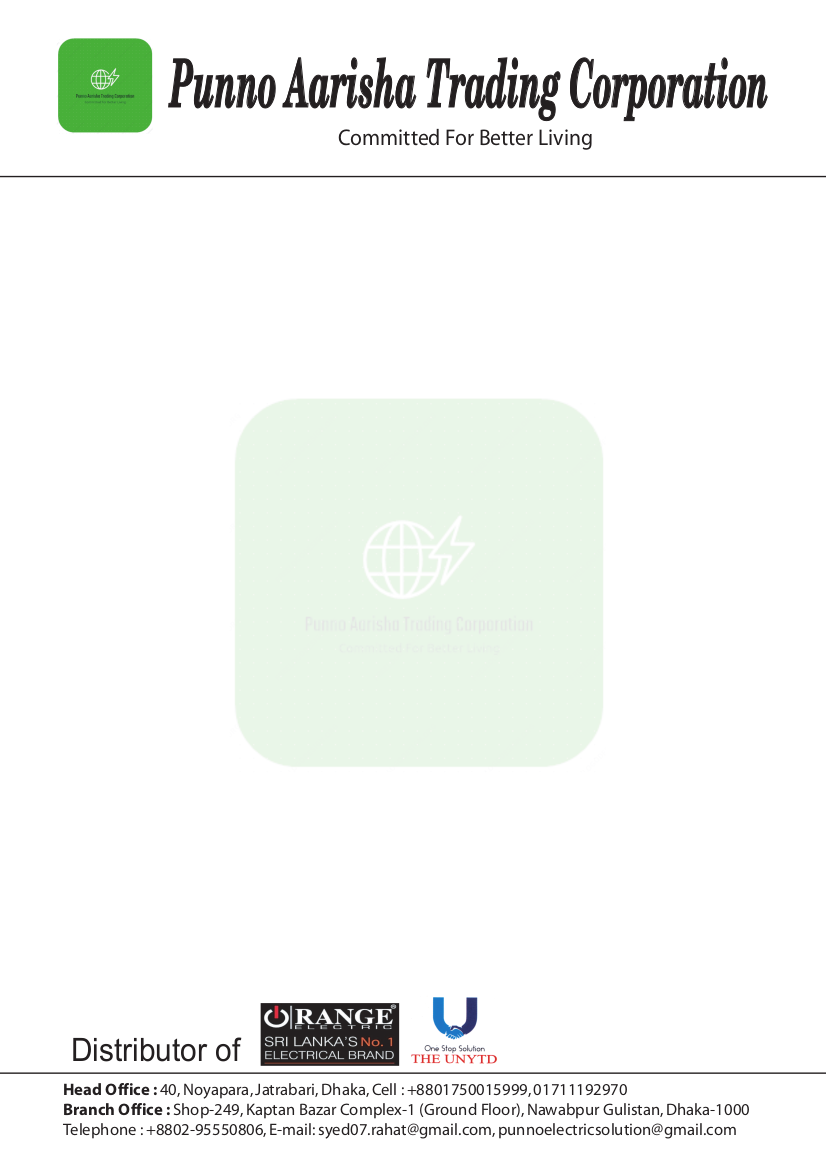 Punno Aarisha Trading Corporation
Committed For Better Living
Punno Aarisha Trading Corporation
Committed For Better Living
Punno Aarisha Trading Corporation
Committed For Better Living
Distributor of
ORANGE®
ELECTRIC
SRI LANKA'S No. 1
ELECTRICAL BRAND
One Stop Solution
THE UNYTD
Head Office : 40, Noyapara, Jatrabari, Dhaka, Cell : +8801750015999, 01711192970
Branch Office : Shop-249, Kaptan Bazar Complex-1 (Ground Floor), Nawabpur Gulistan, Dhaka-1000
Telephone : +8802-95550806, E-mail: syed07.rahat@gmail.com, punnoelectricsolution@gmail.com